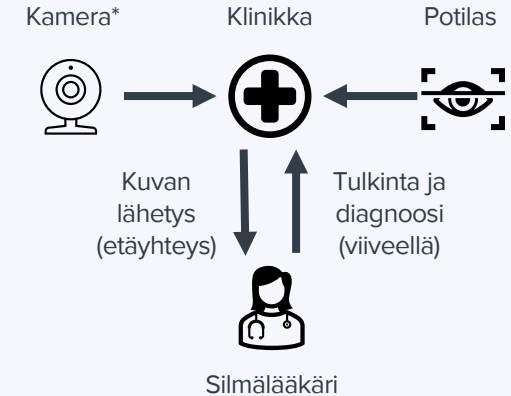 Kamera*
Klinikka
Potilas
Kuvan
lähetys
(etäyhteys)
Tulkinta ja
diagnoosi
(viiveellä)
Silmälääkäri